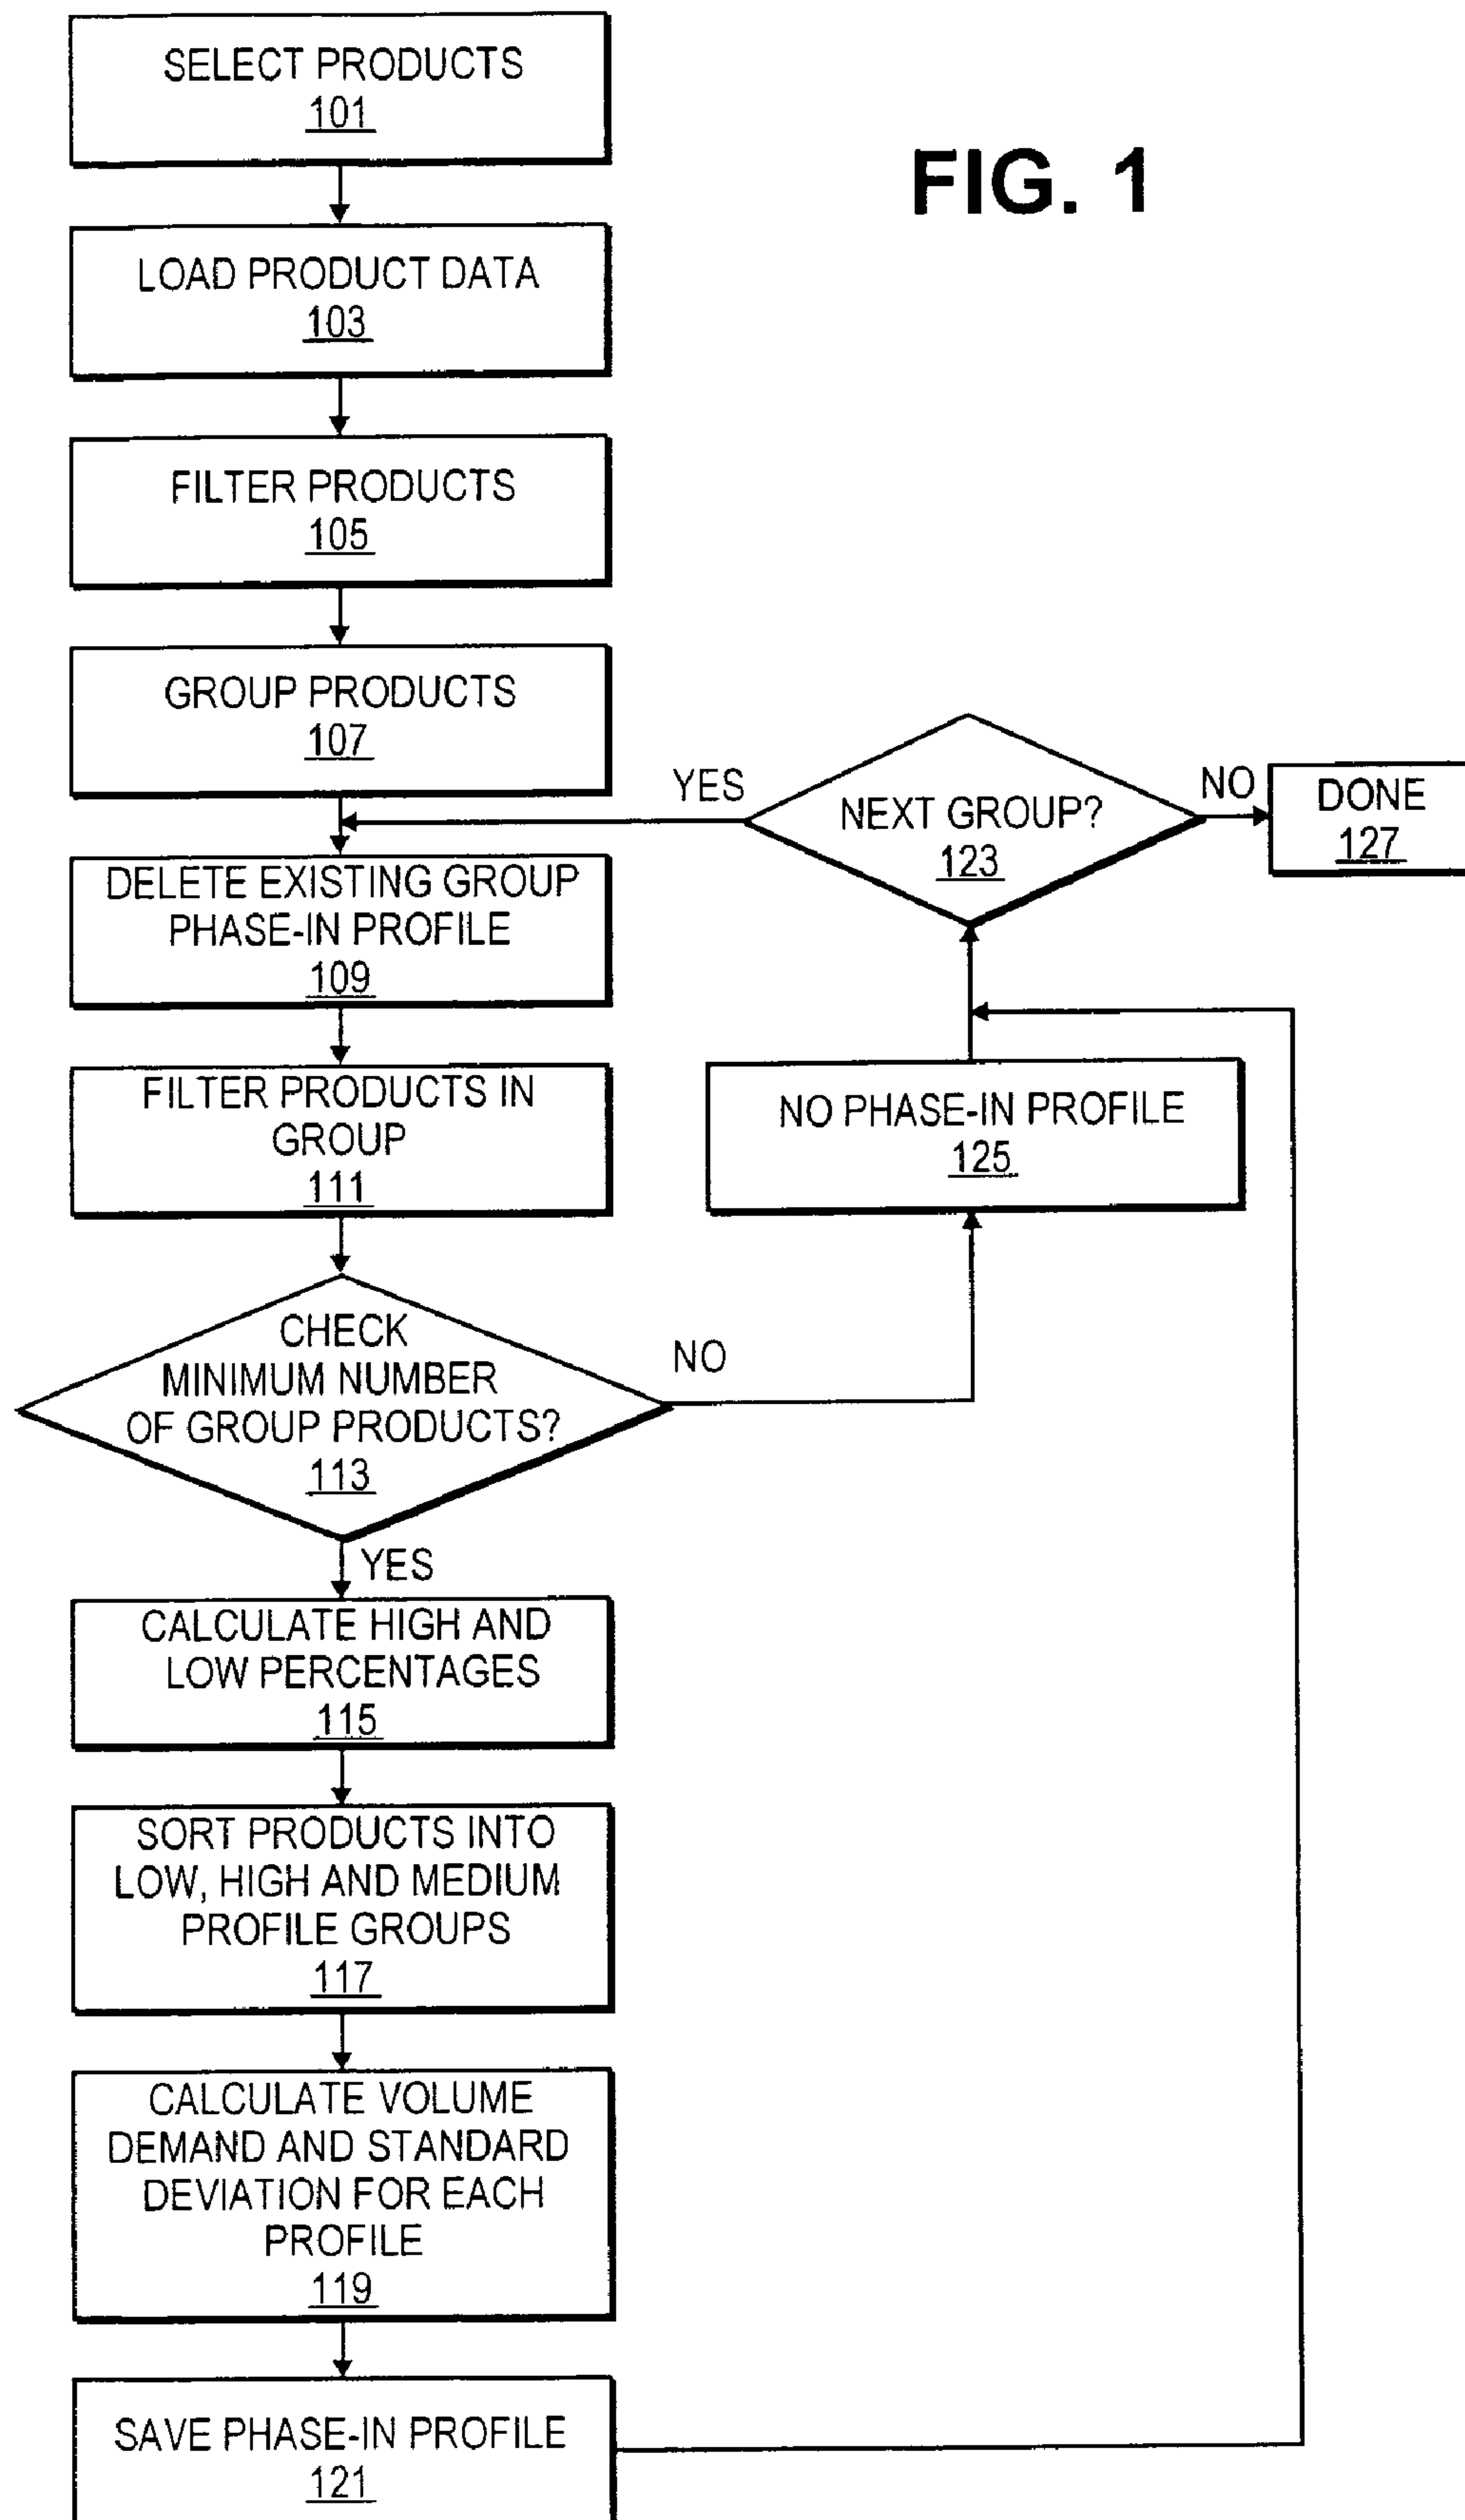 SELECT PRODUCTS
101
FIG. 1
LOAD PRODUCT DATA
103
FILTER PRODUCTS
105
GROUP PRODUCTS
107
YES
NEXT GROUP?
123
NO
DONE
127
DELETE EXISTING GROUP
PHASE-IN PROFILE
109
FILTER PRODUCTS IN
GROUP
111
NO PHASE-IN PROFILE
125
CHECK
MINIMUM NUMBER
OF GROUP PRODUCTS?
113
NO
YES
CALCULATE HIGH AND
LOW PERCENTAGES
115
SORT PRODUCTS INTO
LOW, HIGH AND MEDIUM
PROFILE GROUPS
117
CALCULATE VOLUME
DEMAND AND STANDARD
DEVIATION FOR EACH
PROFILE
119
SAVE PHASE-IN PROFILE
121